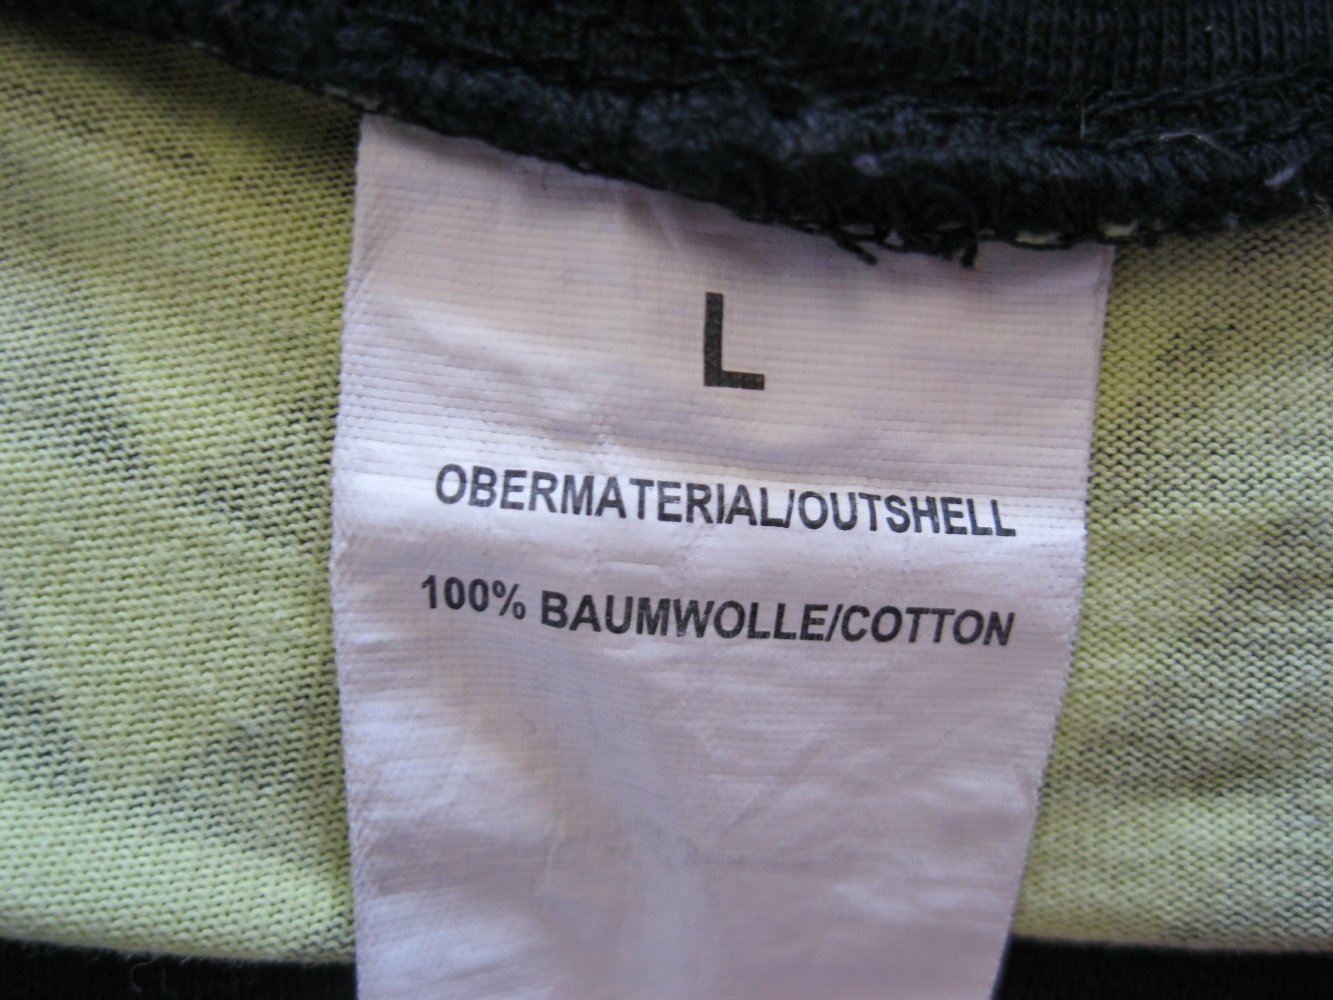 L
OBERMATERIAL/OUTSHELL
100% BAUMWOLLE/COTTON